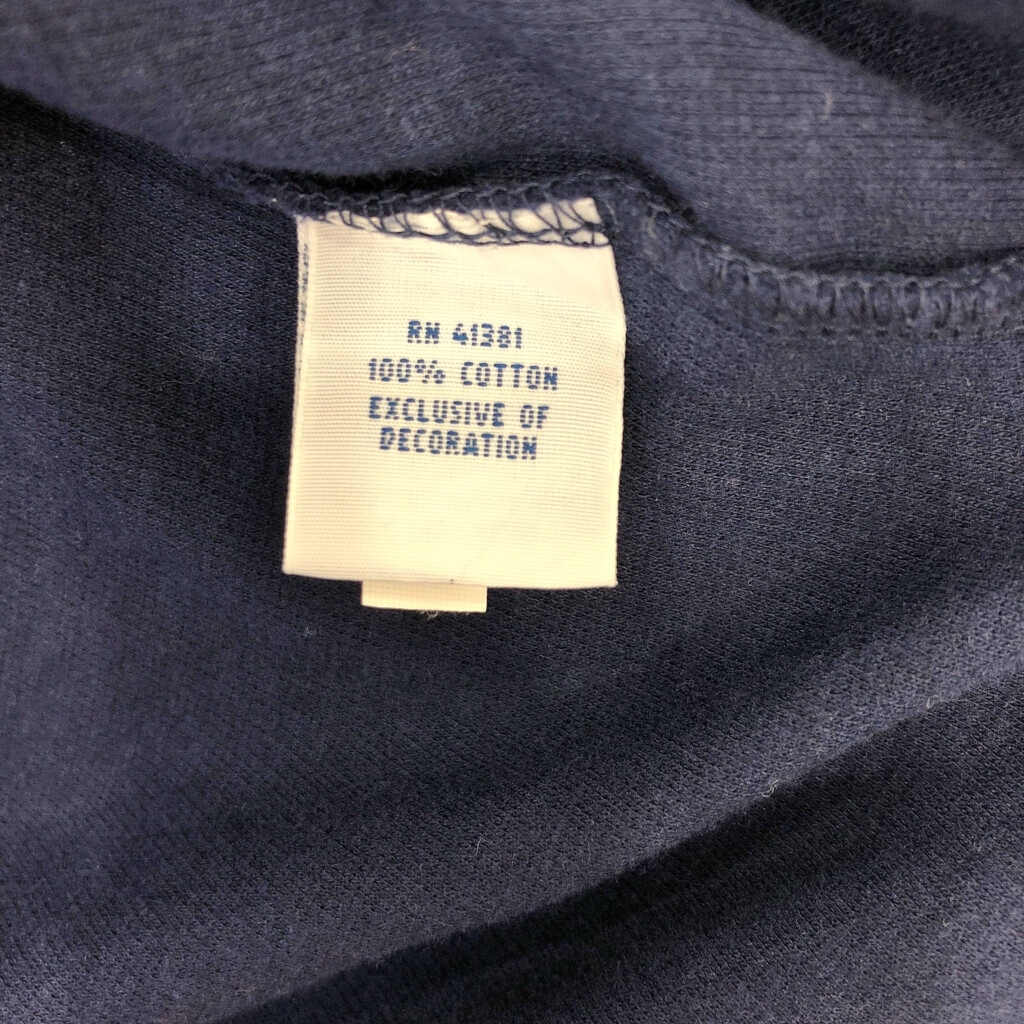 RN 41381
100% COTTON
EXCLUSIVE OF
DECORATION